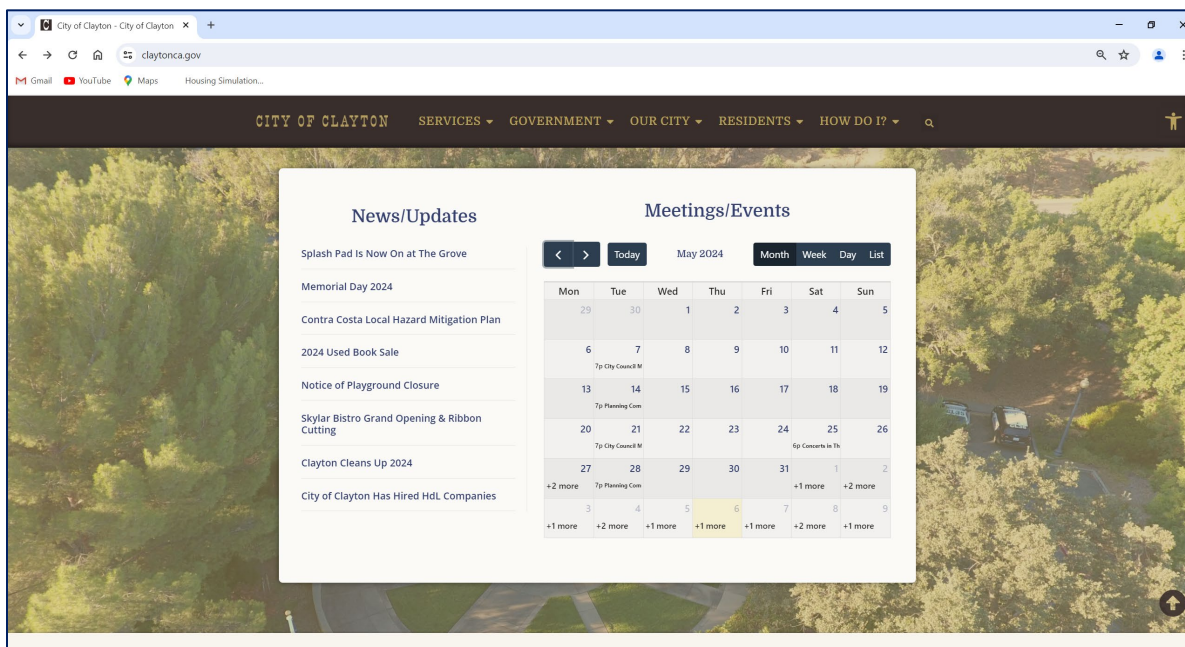 City of Clayton - City of Clayton
claytonca.gov
Gmail YouTube Maps Housing Simulation...
CITY OF CLAYTON SERVICES GOVERNMENT OUR CITY RESIDENTS HOW DO I?
News/Updates
Splash Pad Is Now On at The Grove
Memorial Day 2024
Contra Costa Local Hazard Mitigation Plan
2024 Used Book Sale
Notice of Playground Closure
Skylar Bistro Grand Opening & Ribbon
Cutting
Clayton Cleans Up 2024
City of Clayton Has Hired HdL Companies
Meetings/Events
Today May 2024 Month Week Day List
Mon Tue Wed Thu Fri Sat Sun
29 30 1 2 3 4 5
6 7 8 9 10 11 12
7p City Council M
13 14 15 16 17 18 19
7p Planning Com
20 21 22 23 24 25 26
7p City Council M 6p Concerts in Th
27 28 29 30 31 1 2
+2 more 7p Planning Com +1 more +2 more
3 4 5 6 7 8 9
+1 more +2 more +1 more +1 more +1 more +2 more +1 more